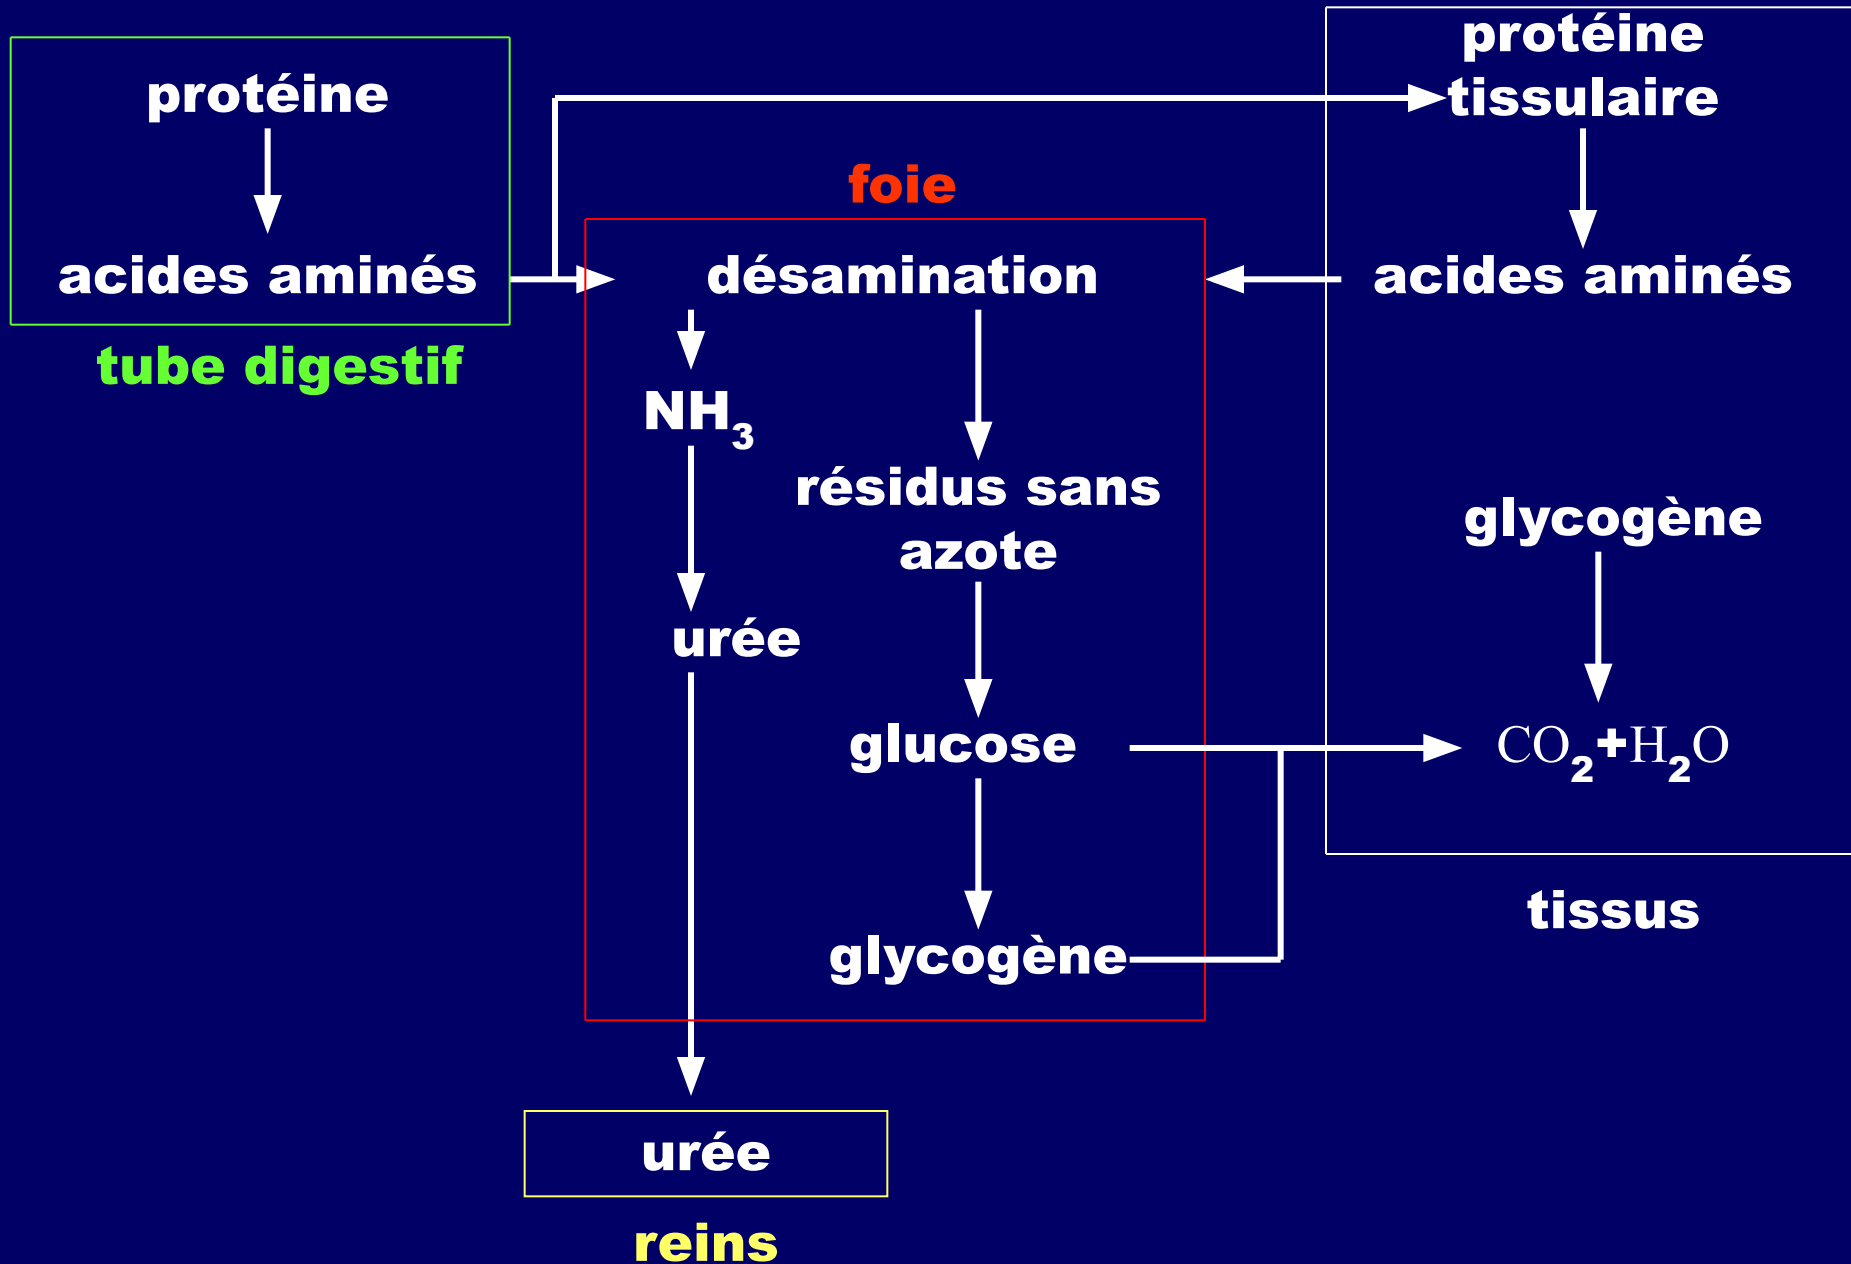 protéine
acides aminés
tube digestif
foie
désamination
NH3
résidus sans
azote
urée
glucose
glycogène
urée
reins
protéine
tissulaire
acides aminés
glycogène
CO2+H2O
tissus